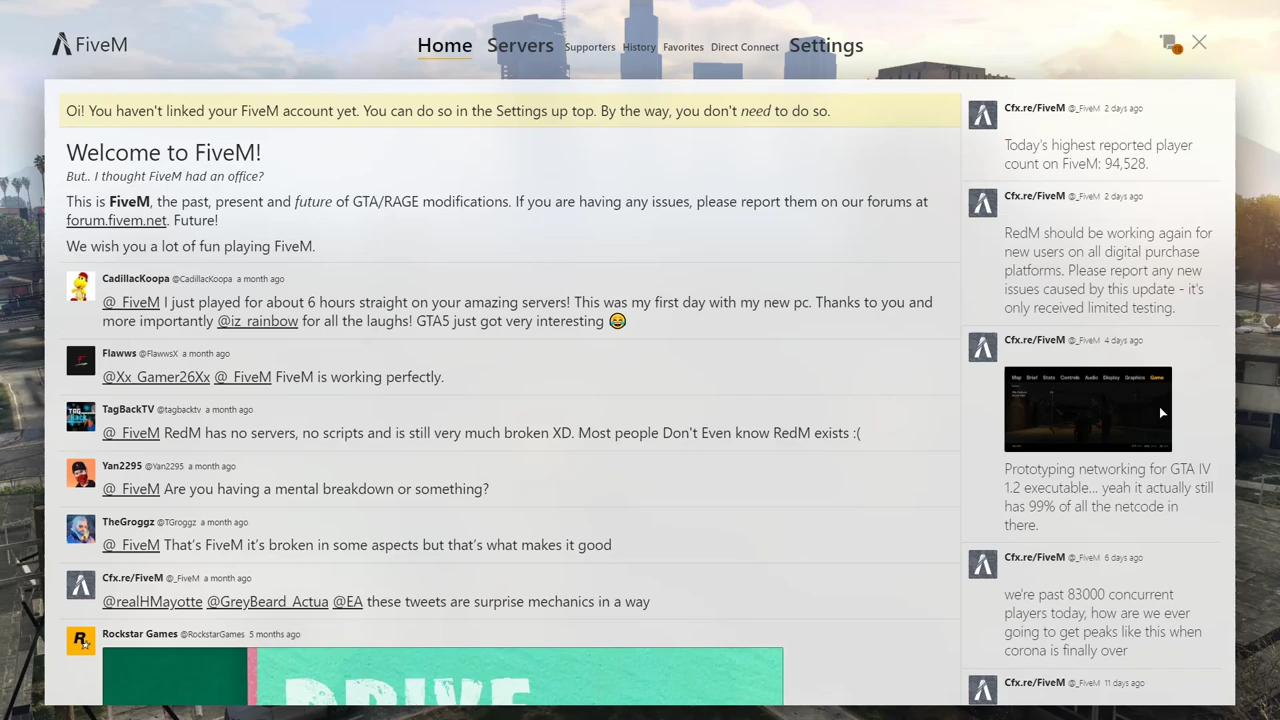 FiveM
Home Servers Supporters History Favorites Direct Connect Settings
Oi! You haven't linked your FiveM account yet. You can do so in the Settings up top. By the way, you don't need to do so.
Welcome to FiveM!
But.. I thought FiveM had an office?
This is FiveM, the past, present and future of GTA/RAGE modifications. If you are having any issues, please report them on our forums at
forum.fivem.net. Future!
We wish you a lot of fun playing FiveM.
CadillacKoopa @CadillacKoopa a month ago
@_FiveM I just played for about 6 hours straight on your amazing servers! This was my first day with my new pc. Thanks to you and
more importantly @iz_rainbow for all the laughs! GTA5 just got very interesting 😂
Flawws @FlawwsX a month ago
@Xx_Gamer26Xx @_FiveM FiveM is working perfectly.
TagBackTV @tagbacktv a month ago
@_FiveM RedM has no servers, no scripts and is still very much broken XD. Most people Don't Even know RedM exists :(
Yan2295 @Yan2295 a month ago
@_FiveM Are you having a mental breakdown or something?
TheGroggz @TGroggz a month ago
@_FiveM That's FiveM it's broken in some aspects but that's what makes it good
Cfx.re/FiveM @_FiveM a month ago
@realHMayotte @GreyBeard_Actua @EA these tweets are surprise mechanics in a way
Rockstar Games @RockstarGames 5 months ago
DRIVE
Cfx.re/FiveM @_FiveM 2 days ago
Today's highest reported player
count on FiveM: 94,528.
Cfx.re/FiveM @_FiveM 2 days ago
RedM should be working again for
new users on all digital purchase
platforms. Please report any new
issues caused by this update - it's
only received limited testing.
Cfx.re/FiveM @_FiveM 4 days ago
Map Brief Stats Controls Audio Display Graphics Game
Prototyping networking for GTA IV
1.2 executable... yeah it actually still
has 99% of all the netcode in
there.
Cfx.re/FiveM @_FiveM 6 days ago
we're past 83000 concurrent
players today, how are we ever
going to get peaks like this when
corona is finally over
Cfx.re/FiveM @_FiveM 11 days ago